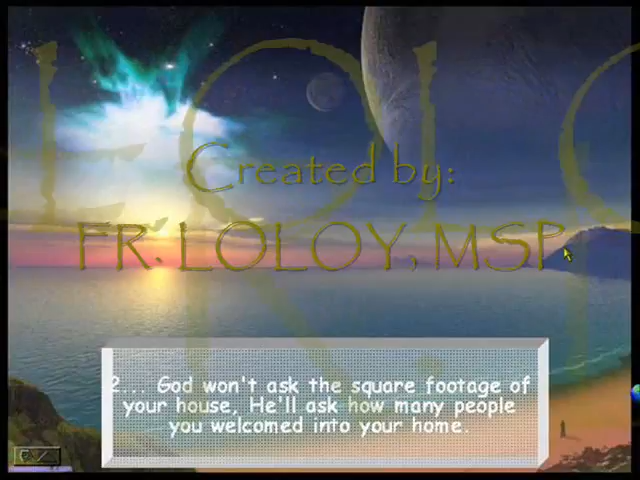 Created by:
FR. LOLOY, MSP
2... God won't ask the square footage of
your house, He'll ask how many people
you welcomed into your home.